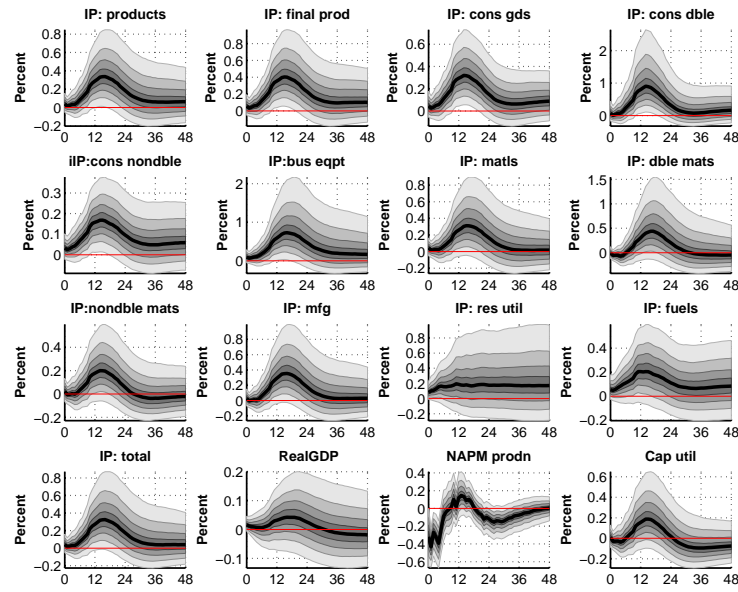 IP: products
IP: final prod
IP: cons gds
IP: cons dble
Percent
0.8
0.6
0.4
0.2
0
−0.2
0 12 24 36 48
Percent
0.8
0.6
0.4
0.2
0
0 12 24 36 48
Percent
0.6
0.4
0.2
0
0 12 24 36 48
Percent
2
1
0
0 12 24 36 48
iIP:cons nondble
IP:bus eqpt
IP: matls
IP: dble mats
Percent
0.3
0.2
0.1
0
0 12 24 36 48
Percent
2
1
0
0 12 24 36 48
Percent
0.8
0.6
0.4
0.2
0
−0.2
0 12 24 36 48
Percent
1.5
1
0.5
0
0 12 24 36 48
IP:nondble mats
IP: mfg
IP: res util
IP: fuels
Percent
0.4
0.2
0
−0.2
0 12 24 36 48
Percent
0.8
0.6
0.4
0.2
0
−0.2
0 12 24 36 48
Percent
0.8
0.6
0.4
0.2
0
−0.2
0 12 24 36 48
Percent
0.4
0.2
0
−0.2
0 12 24 36 48
IP: total
RealGDP
NAPM prodn
Cap util
Percent
0.8
0.6
0.4
0.2
0
0 12 24 36 48
Percent
0.2
0.1
0
−0.1
0 12 24 36 48
Percent
0.4
0.2
0
−0.2
−0.4
−0.6
0 12 24 36 48
Percent
0.6
0.4
0.2
0
−0.2
0 12 24 36 48